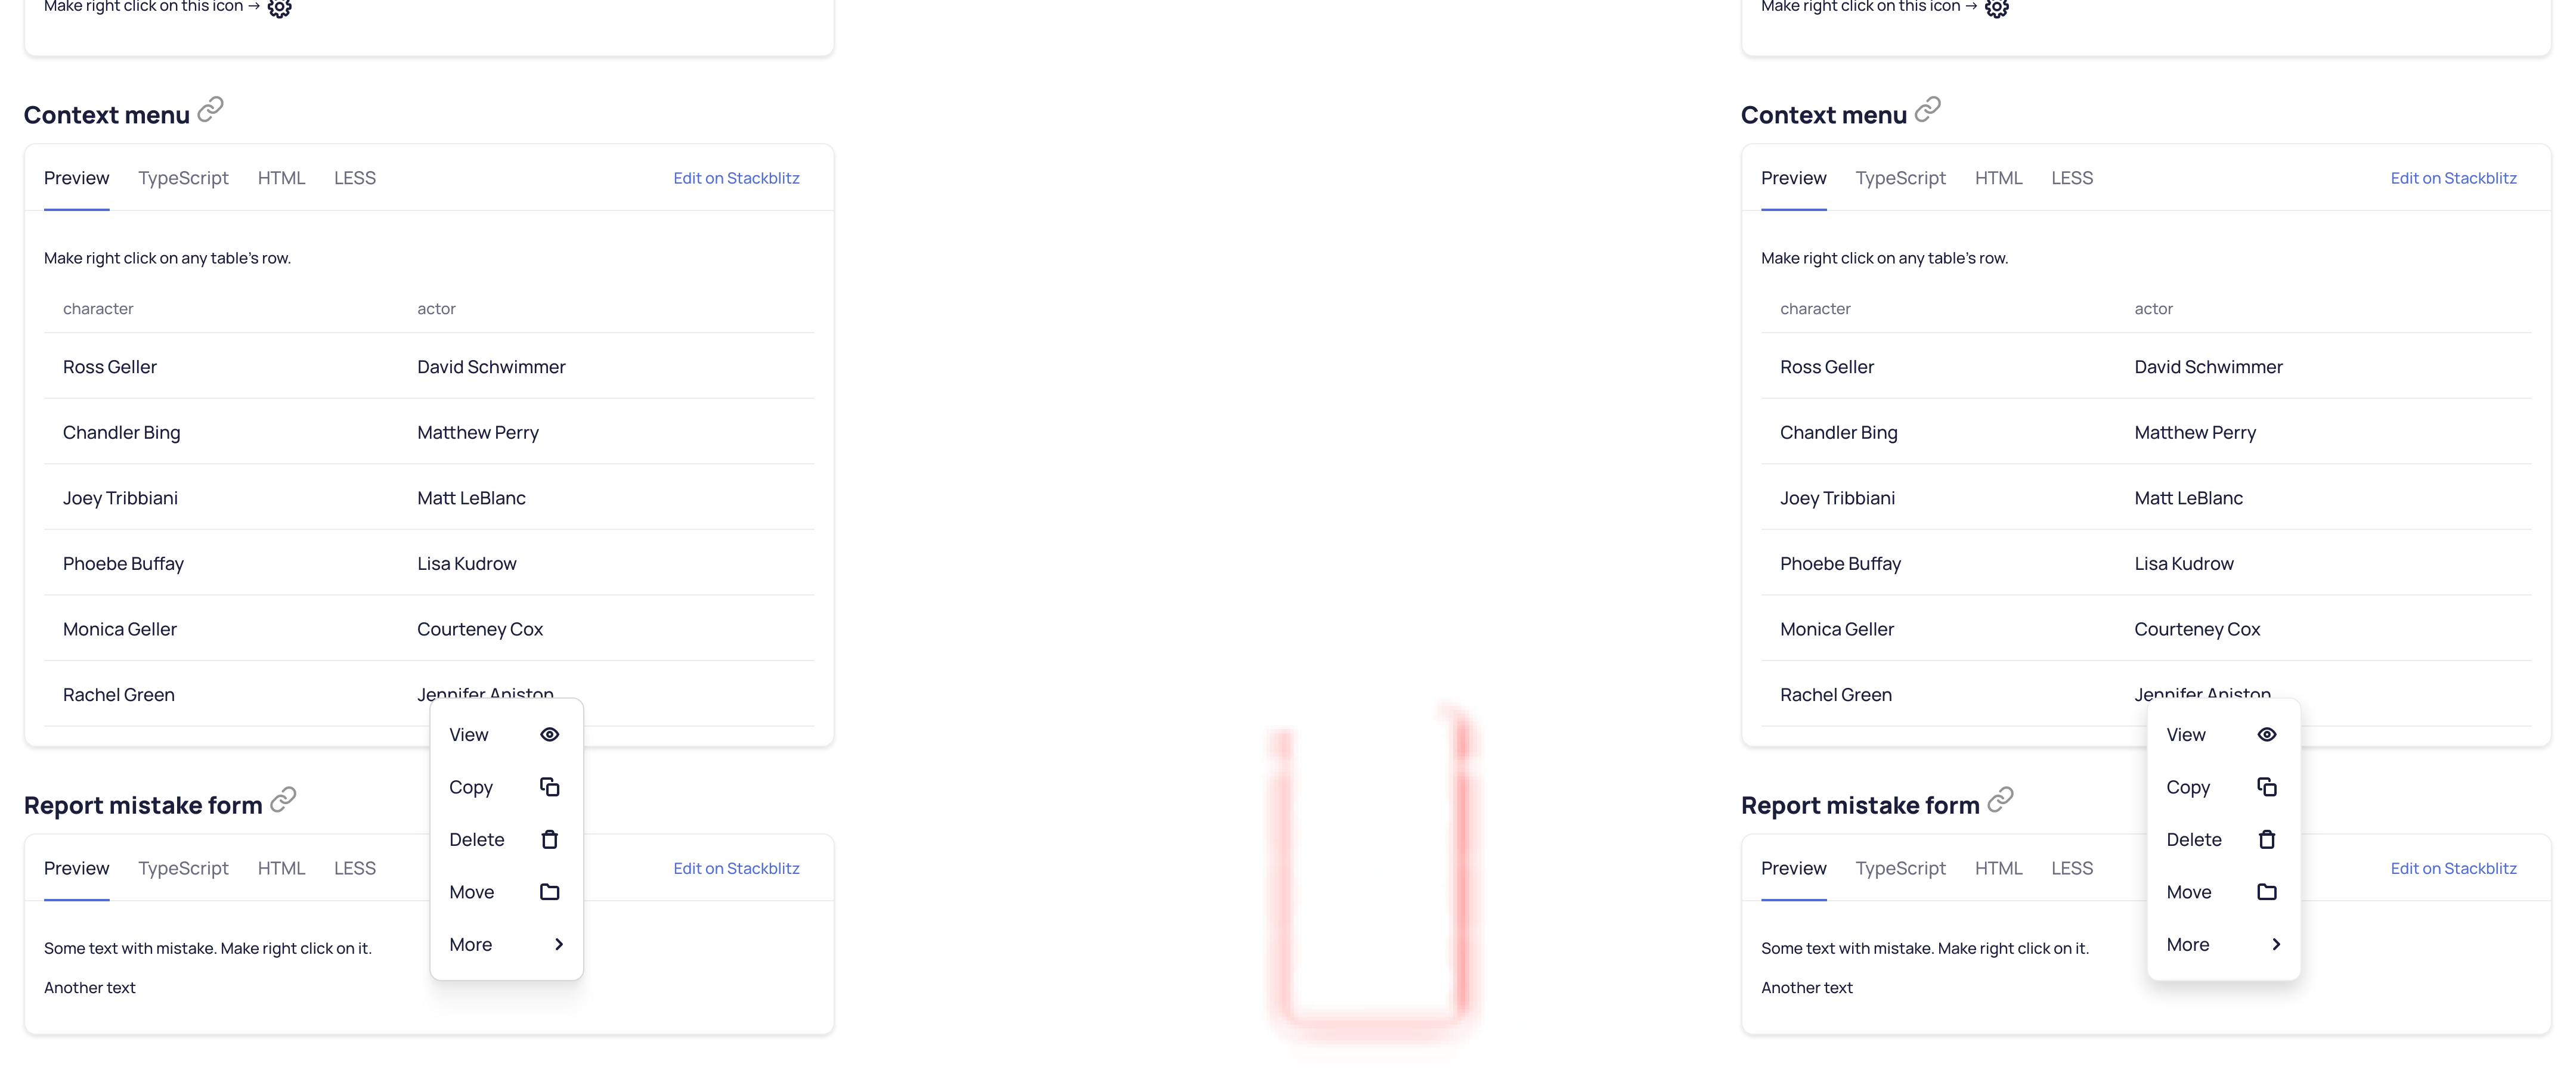 Make right click on this icon →
Context menu
Preview TypeScript HTML LESS Edit on Stackblitz
Make right click on any table's row.
character actor
Ross Geller David Schwimmer
Chandler Bing Matthew Perry
Joey Tribbiani Matt LeBlanc
Phoebe Buffay Lisa Kudrow
Monica Geller Courteney Cox
Rachel Green Jennifer Aniston
View
Copy
Delete
Move
More
Report mistake form
Preview TypeScript HTML LESS Edit on Stackblitz
Some text with mistake. Make right click on it.
Another text
Make right click on this icon →
Context menu
Preview TypeScript HTML LESS Edit on Stackblitz
Make right click on any table's row.
character actor
Ross Geller David Schwimmer
Chandler Bing Matthew Perry
Joey Tribbiani Matt LeBlanc
Phoebe Buffay Lisa Kudrow
Monica Geller Courteney Cox
Rachel Green Jennifer Aniston
View
Copy
Delete
Move
More
Report mistake form
Preview TypeScript HTML LESS Edit on Stackblitz
Some text with mistake. Make right click on it.
Another text